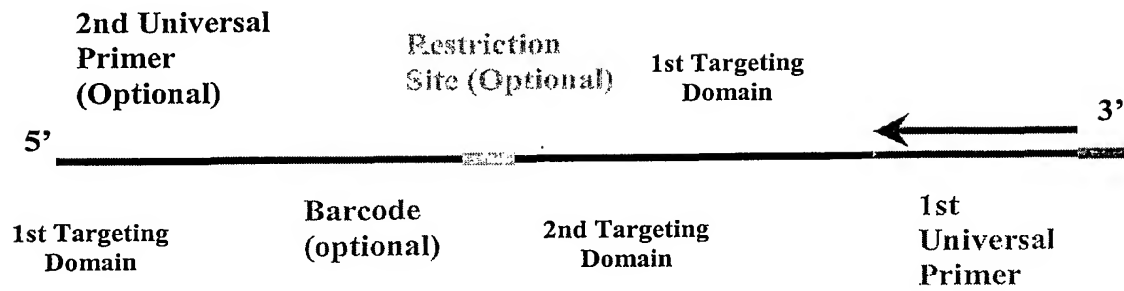 2nd Universal
Primer
(Optional)
Restriction
Site (Optional)
1st Targeting
Domain
5’
3’
1st Targeting
Domain
Barcode
(optional)
2nd Targeting
Domain
1st
Universal
Primer